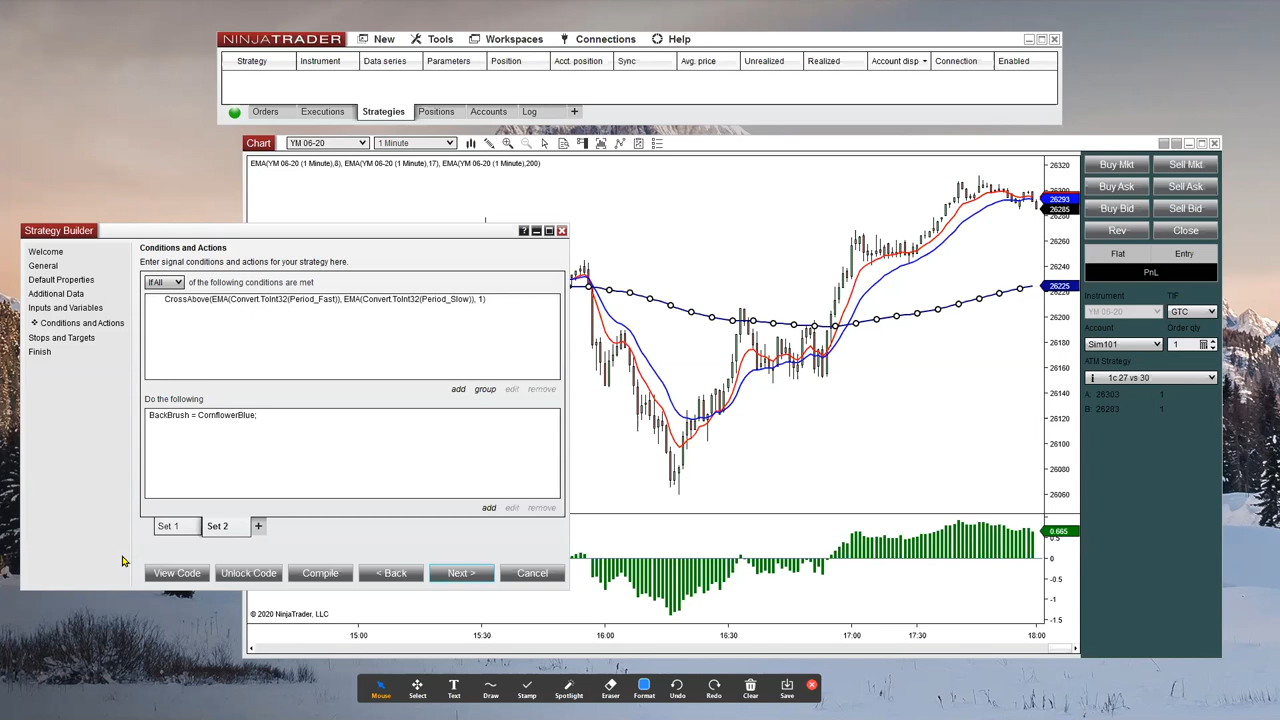 NINJATRADER New Tools Workspaces Connections Help
Strategy Instrument Data series Parameters Position Acct. position Sync Avg. price Unrealized Realized Account disp Connection Enabled
Orders Executions Strategies Positions Accounts Log +
Chart YM 06-20 1 Minute
EMA(YM 06-20 (1 Minute),8), EMA(YM 06-20 (1 Minute),17), EMA(YM 06-20 (1 Minute),200)
26320
26300
26293
26285
26260
26240
26225
26200
26180
26160
26140
26120
26100
26080
26060
0.665
0.5
0
-0.5
-1
-1.5
15:00 15:30 16:00 16:30 17:00 17:30 18:00
© 2020 NinjaTrader, LLC
Buy Mkt Sell Mkt
Buy Ask Sell Ask
Buy Bid Sell Bid
Rev Close
Flat Entry
PnL
Instrument TIF
YM 06-20 GTC
Account Order qty
Sim101 1
ATM Strategy
1c 27 vs 30
A: 26303 1
B: 26283 1
Strategy Builder ?
Welcome
General
Default Properties
Additional Data
Inputs and Variables
Conditions and Actions
Stops and Targets
Finish
Conditions and Actions
Enter signal conditions and actions for your strategy here.
If All of the following conditions are met
CrossAbove(EMA(Convert.ToInt32(Period_Fast)), EMA(Convert.ToInt32(Period_Slow)), 1)
add group edit remove
Do the following
BackBrush = CornflowerBlue;
add edit remove
Set 1 Set 2 +
View Code Unlock Code Compile < Back Next > Cancel
Mouse Select Text Draw Stamp Spotlight Eraser Format Undo Redo Clear Save